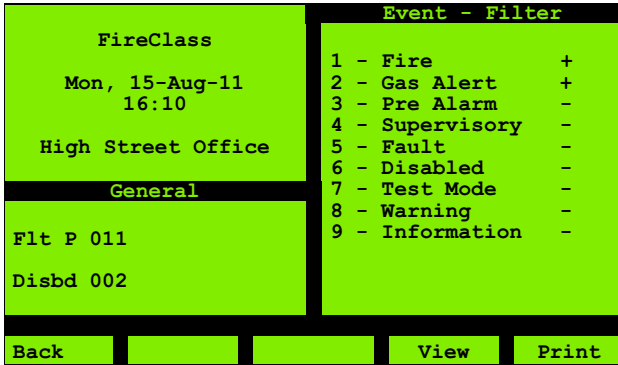 FireClass
Mon, 15-Aug-11
16:10
High Street Office
General
Flt P 011
Disbd 002
Event - Filter
1 - Fire +
2 - Gas Alert +
3 - Pre Alarm -
4 - Supervisory -
5 - Fault -
6 - Disabled -
7 - Test Mode -
8 - Warning -
9 - Information -
Back View Print